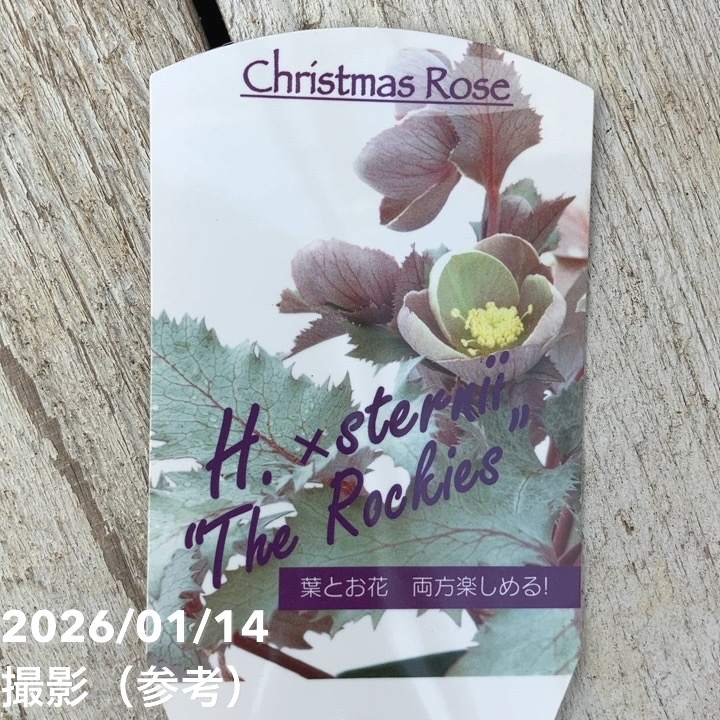 Christmas Rose
H. ×sternii
"The Rockies"
葉とお花　両方楽しめる!
2026/01/14
撮影（参考）